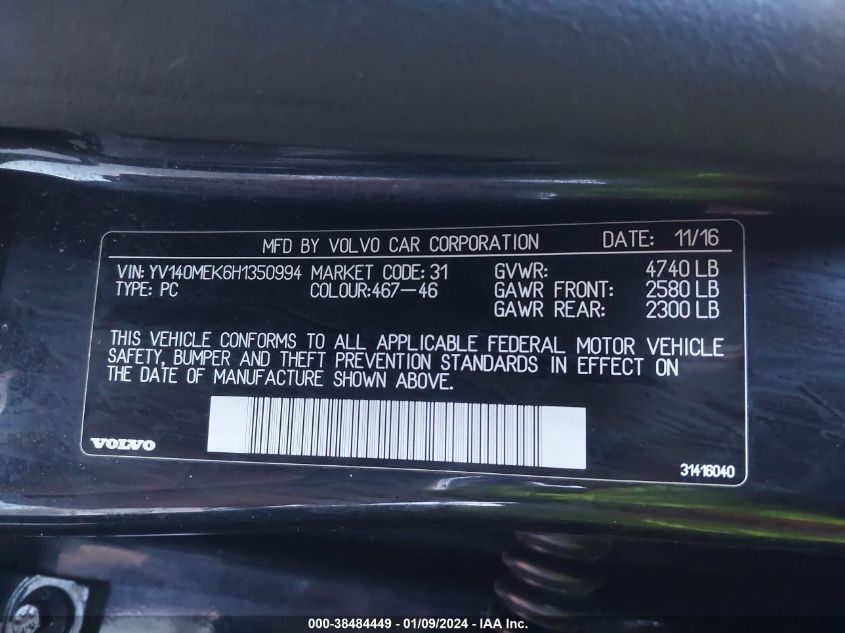 MFD BY VOLVO CAR CORPORATION DATE: 11/16
VIN: YV140MEK6H1350994 MARKET CODE: 31 GVWR: 4740 LB
TYPE: PC COLOUR:467-46 GAWR FRONT: 2580 LB
GAWR REAR: 2300 LB
THIS VEHICLE CONFORMS TO ALL APPLICABLE FEDERAL MOTOR VEHICLE
SAFETY, BUMPER AND THEFT PREVENTION STANDARDS IN EFFECT ON
THE DATE OF MANUFACTURE SHOWN ABOVE.
VOLVO
31416040
000-38484449 - 01/09/2024 - IAA Inc.